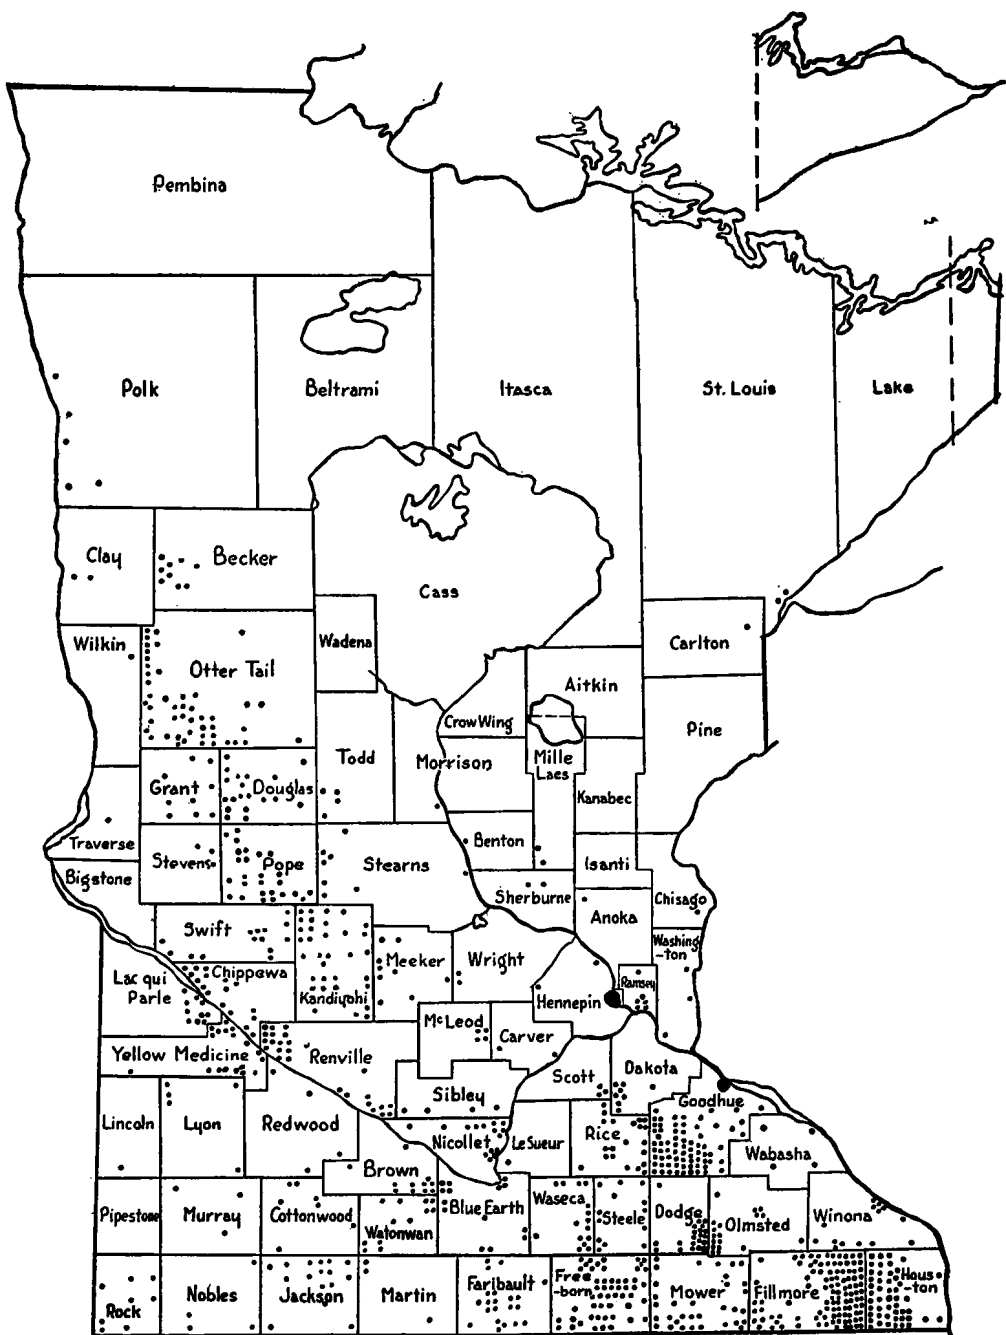 Pembina
Polk
Beltrami
Itasca
St. Louis
Lake
Clay
Becker
Cass
Wilkin
Otter Tail
Wadena
Carlton
Aitkin
Crow Wing
Pine
Todd
Morrison
Mille
Laes
Grant
Douglas
Kanabec
Traverse
Stevens
Pope
Stearns
Benton
Isanti
Bigstone
Sherburne
Chisago
Anoka
Swift
Washing
-ton
Meeker
Wright
Lac qui
Parle
Chippewa
Kandiyohi
Hennepin
Ramsey
McLeod
Carver
Yellow Medicine
Renville
Scott
Dakota
Sibley
Goodhue
Lincoln
Lyon
Redwood
Nicollet
Le Sueur
Rice
Wabasha
Brown
Pipestone
Murray
Cottonwood
Watonwan
Blue Earth
Waseca
Steele
Dodge
Olmsted
Winona
Rock
Nobles
Jackson
Martin
Faribault
Free
-born
Mower
Fillmore
Hous
-ton